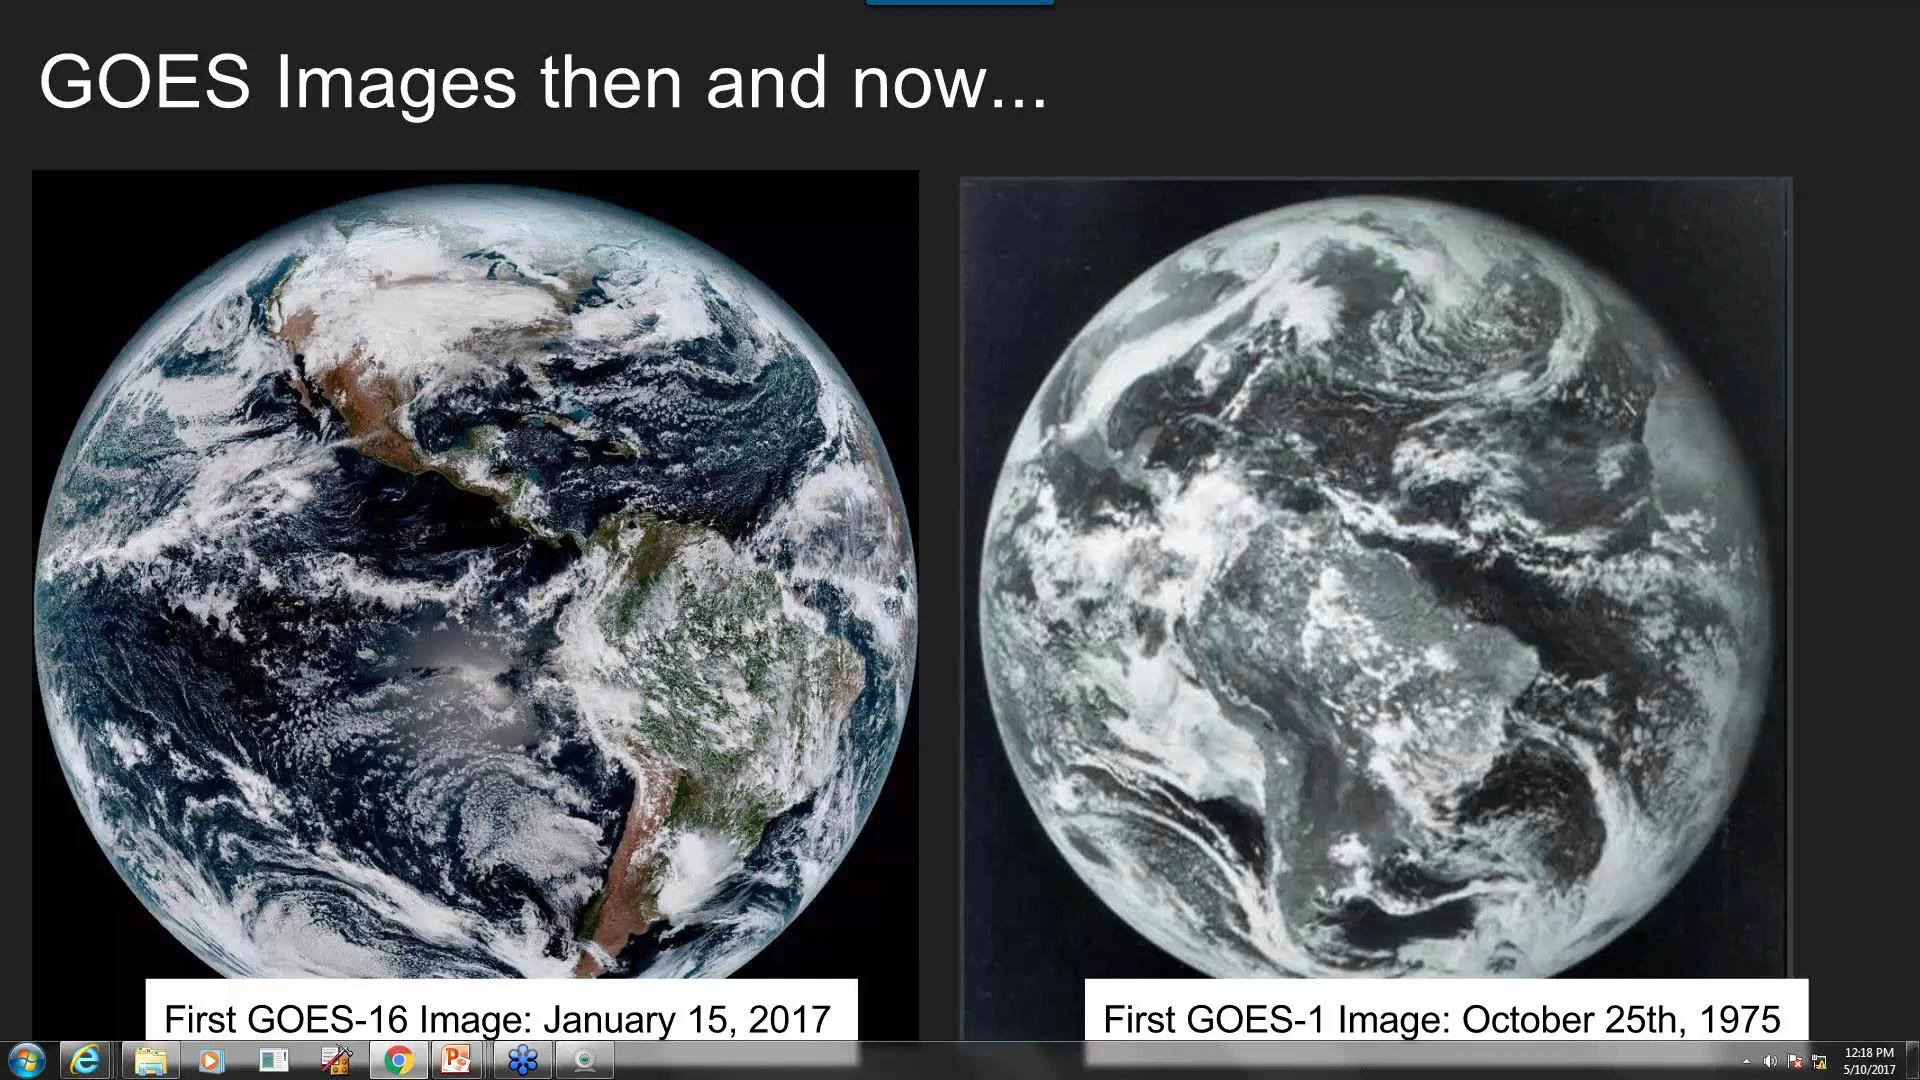 GOES Images then and now...
First GOES-16 Image: January 15, 2017
First GOES-1 Image: October 25th, 1975
12:18 PM
5/10/2017